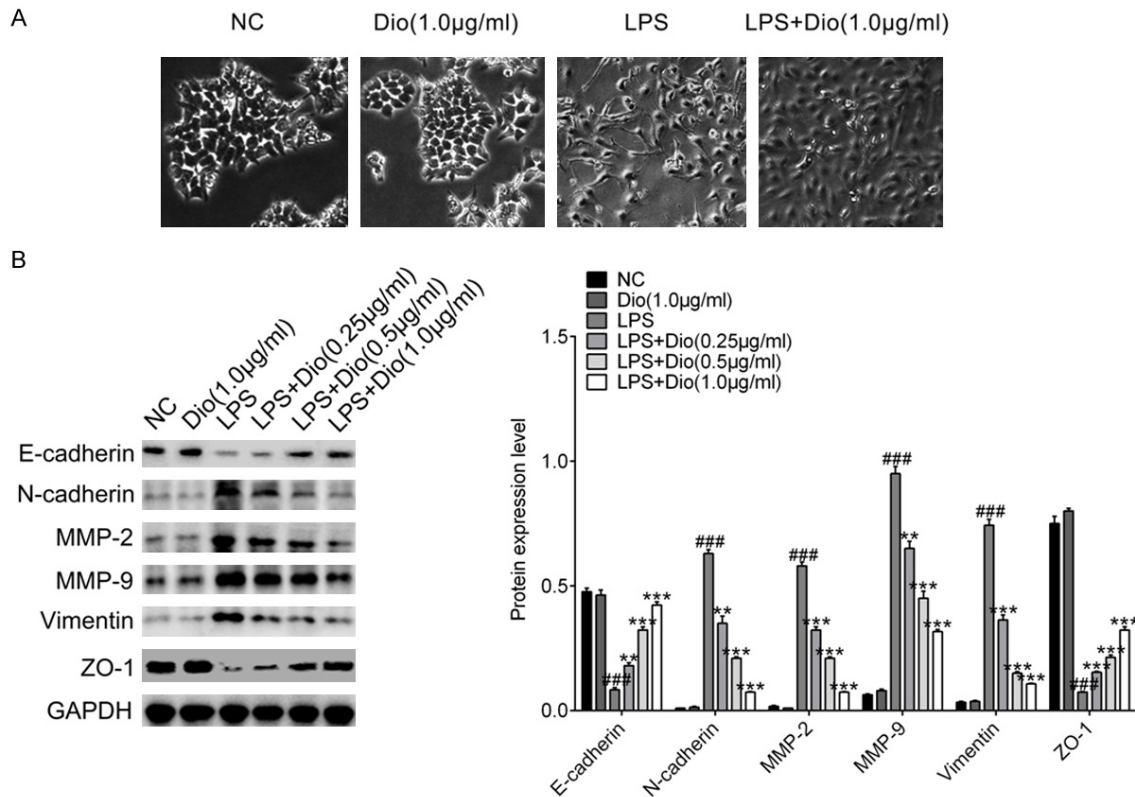 A
NC Dio(1.0μg/ml) LPS LPS+Dio(1.0μg/ml)
B
NC
Dio(1.0μg/ml)
LPS
LPS+Dio(0.25μg/ml)
LPS+Dio(0.5μg/ml)
LPS+Dio(1.0μg/ml)
E-cadherin
N-cadherin
MMP-2
MMP-9
Vimentin
ZO-1
GAPDH
NC
Dio(1.0μg/ml)
LPS
LPS+Dio(0.25μg/ml)
LPS+Dio(0.5μg/ml)
LPS+Dio(1.0μg/ml)
Protein expression level
1.5
1.0
0.5
0.0
### ** *** ***
### ** *** ***
### *** *** ***
### ** *** ***
### *** *** ***
### *** *** ***
E-cadherin
N-cadherin
MMP-2
MMP-9
Vimentin
ZO-1